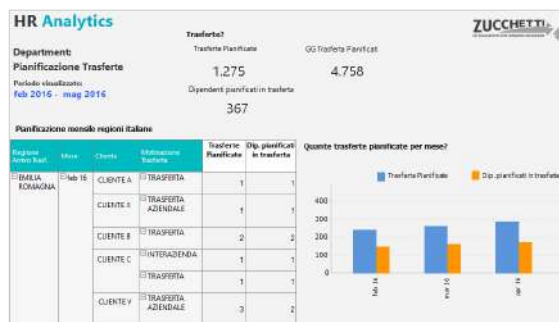 HR Analytics
ZUCCHETTI
Trasferte?
Department:
Pianificazione Trasferte
Periodo visualizzato:
feb 2016 - mag 2016
Trasferte Pianificate
GG Trasferta Pianificati
1.275
4.758
Dipendenti pianificati in trasferta
367
Pianificazione mensile regioni italiane
Regione Arrivo Trasf. Mese Cliente Motivazione Trasferta Trasferte Pianificate Dip. pianificati in trasferta
EMILIA ROMAGNA feb 16 CLIENTE A TRASFERTA 1 1
TRASFERTA AZIENDALE 1 1
CLIENTE B TRASFERTA 2 2
CLIENTE C INTERAZIENDA 1 1
TRASFERTA 1 1
CLIENTE V TRASFERTA AZIENDALE 3 2
Quante trasferte pianificate per mese?
Trasferte Pianificate Dip. pianificati in trasferta
400
300
200
100
0
feb 16
mar 16
apr 16